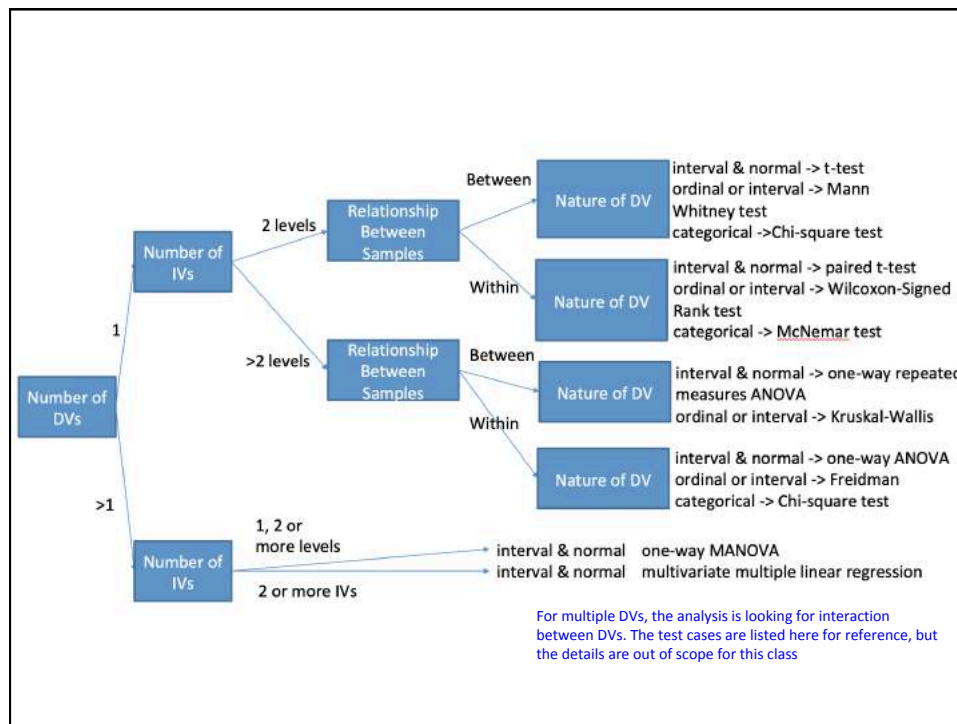 Number of
DVs
1
>1
Number of
IVs
2 levels
>2 levels
Relationship
Between
Samples
Between
Within
Nature of DV
interval & normal -> t-test
ordinal or interval -> Mann
Whitney test
categorical ->Chi-square test
Nature of DV
interval & normal -> paired t-test
ordinal or interval -> Wilcoxon-Signed
Rank test
categorical -> McNemar test
Relationship
Between
Samples
Between
Within
Nature of DV
interval & normal -> one-way repeated
measures ANOVA
ordinal or interval -> Kruskal-Wallis
Nature of DV
interval & normal -> one-way ANOVA
ordinal or interval -> Freidman
categorical -> Chi-square test
Number of
IVs
1, 2 or
more levels
2 or more IVs
interval & normal one-way MANOVA
interval & normal multivariate multiple linear regression
For multiple DVs, the analysis is looking for interaction
between DVs. The test cases are listed here for reference, but
the details are out of scope for this class